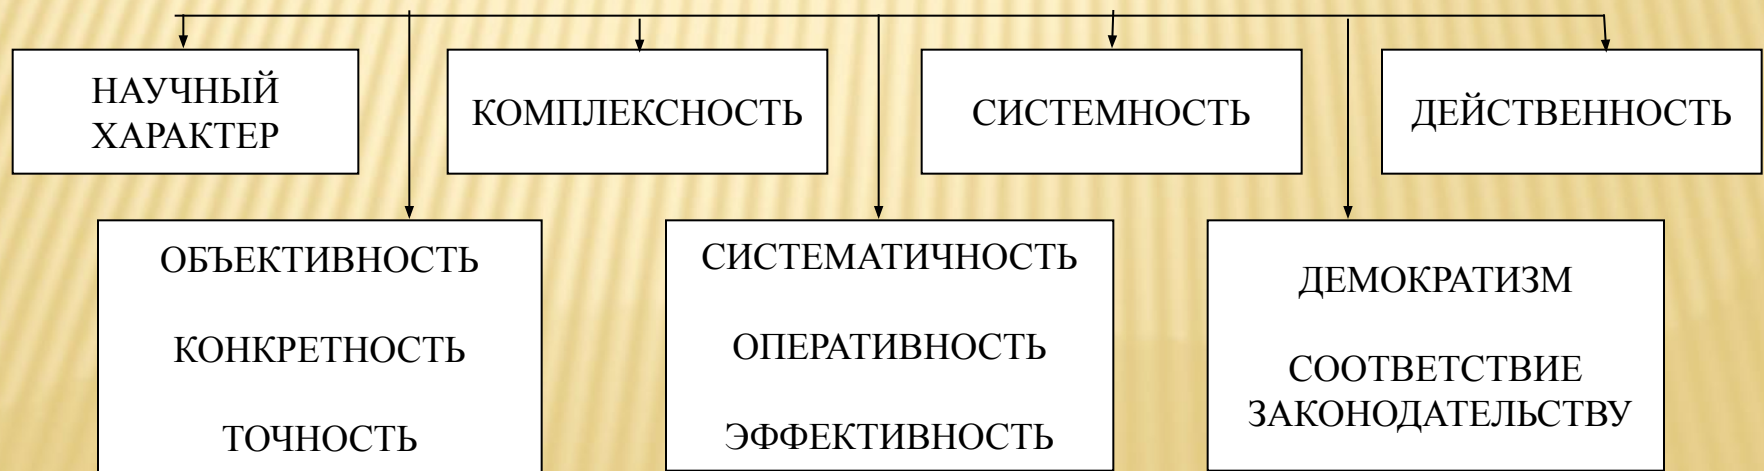 НАУЧНЫЙ
ХАРАКТЕР
КОМПЛЕКСНОСТЬ
СИСТЕМНОСТЬ
ДЕЙСТВЕННОСТЬ
ОБЪЕКТИВНОСТЬ
КОНКРЕТНОСТЬ
ТОЧНОСТЬ
СИСТЕМАТИЧНОСТЬ
ОПЕРАТИВНОСТЬ
ЭФФЕКТИВНОСТЬ
ДЕМОКРАТИЗМ
СООТВЕТСТВИЕ
ЗАКОНОДАТЕЛЬСТВУ